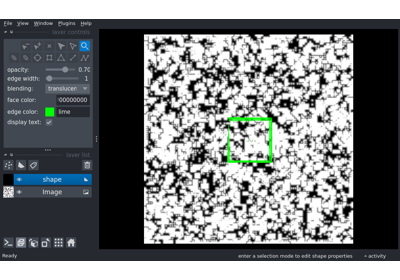 File View Window Plugins Help
layer controls
opacity: 0.70
edge width: 1
blending: translucen
face color: 00000000
edge color: lime
display text:
layer list
shape
Image
Ready enter a selection mode to edit shape properties activity